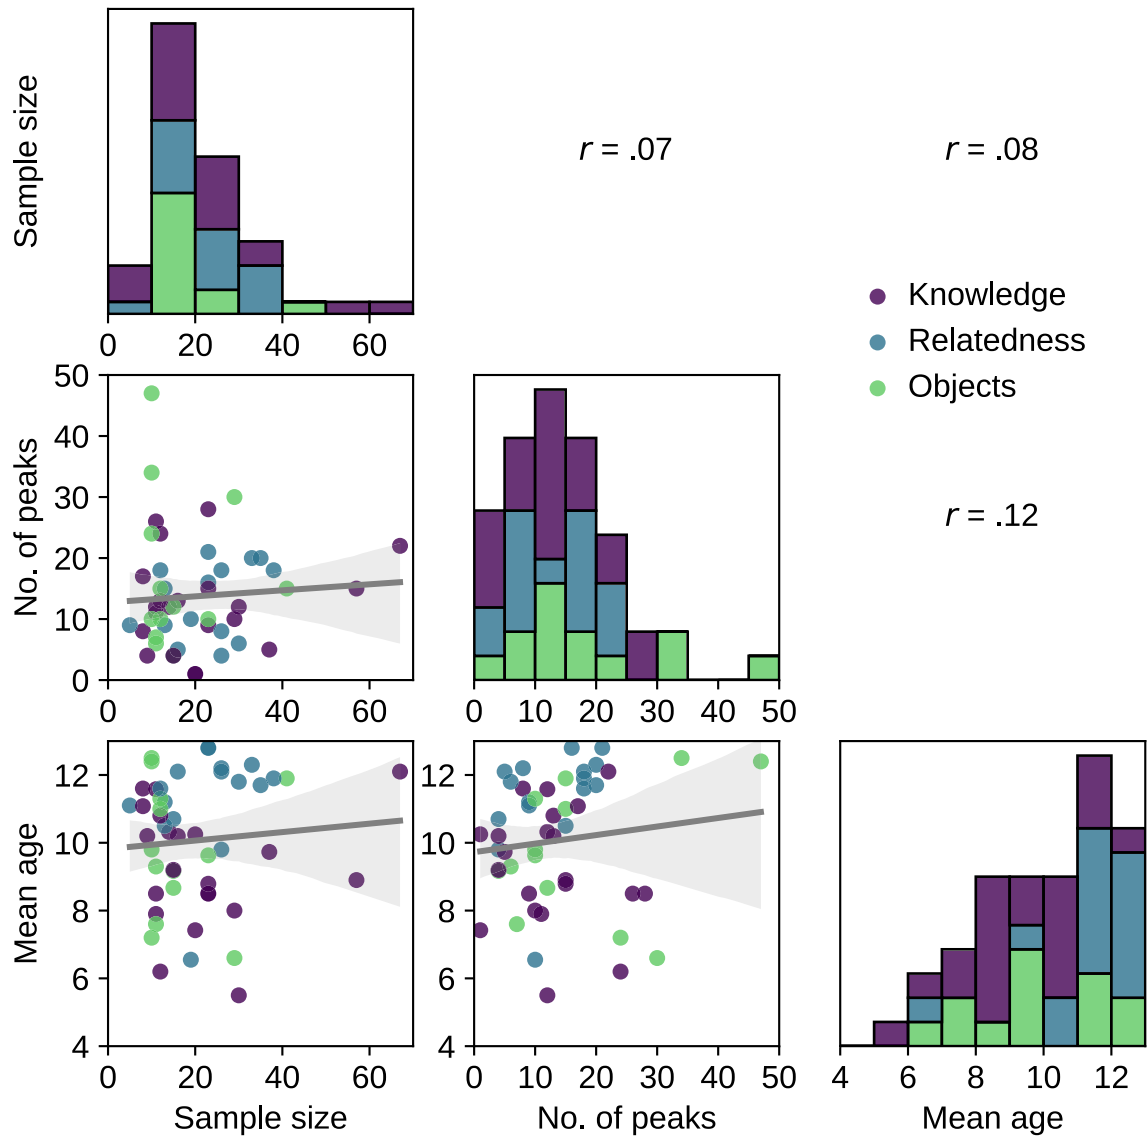 Sample size
r = .07
r = .08
Knowledge
Relatedness
Objects
0 20 40 60
No. of peaks
50
40
30
20
10
0
r = .12
0 20 40 60
0 10 20 30 40 50
Mean age
12
10
8
6
4
12
10
8
6
4
0 20 40 60
0 10 20 30 40 50
4 6 8 10 12
Sample size
No. of peaks
Mean age